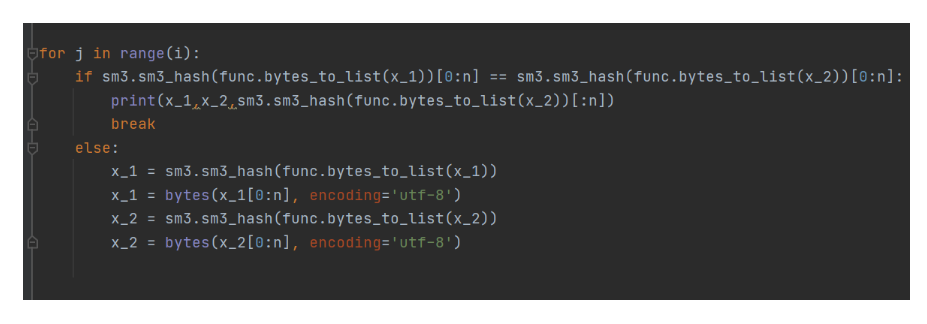 for j in range(i):
    if sm3.sm3_hash(func.bytes_to_list(x_1))[0:n] == sm3.sm3_hash(func.bytes_to_list(x_2))[0:n]:
        print(x_1,x_2,sm3.sm3_hash(func.bytes_to_list(x_2))[:n])
        break
    else:
        x_1 = sm3.sm3_hash(func.bytes_to_list(x_1))
        x_1 = bytes(x_1[0:n], encoding='utf-8')
        x_2 = sm3.sm3_hash(func.bytes_to_list(x_2))
        x_2 = bytes(x_2[0:n], encoding='utf-8')